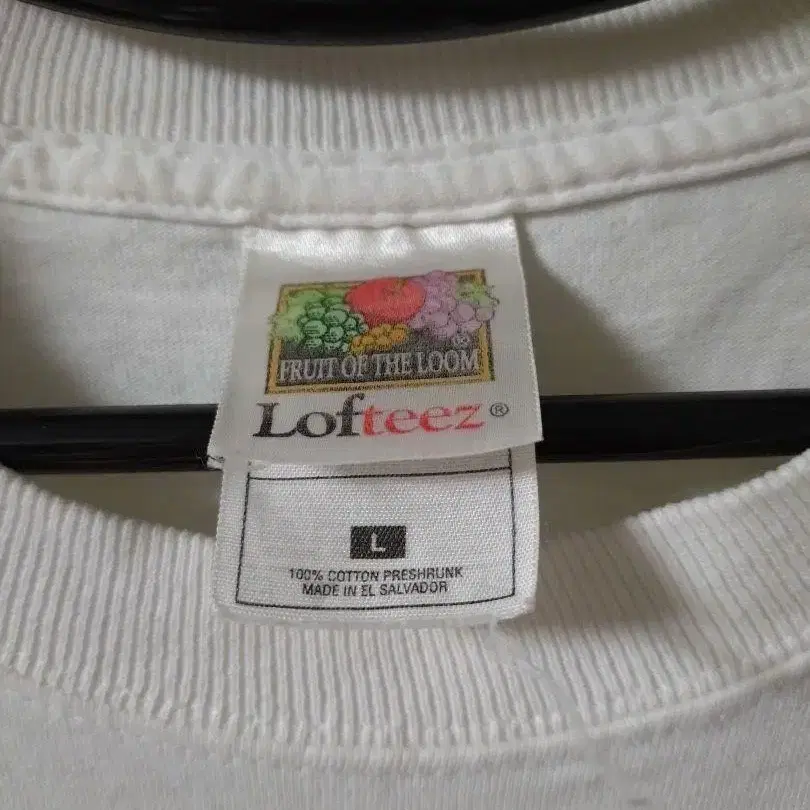 ®
FRUIT OF THE LOOM
Lofteez®
L
100% COTTON PRESHRUNK
MADE IN EL SALVADOR